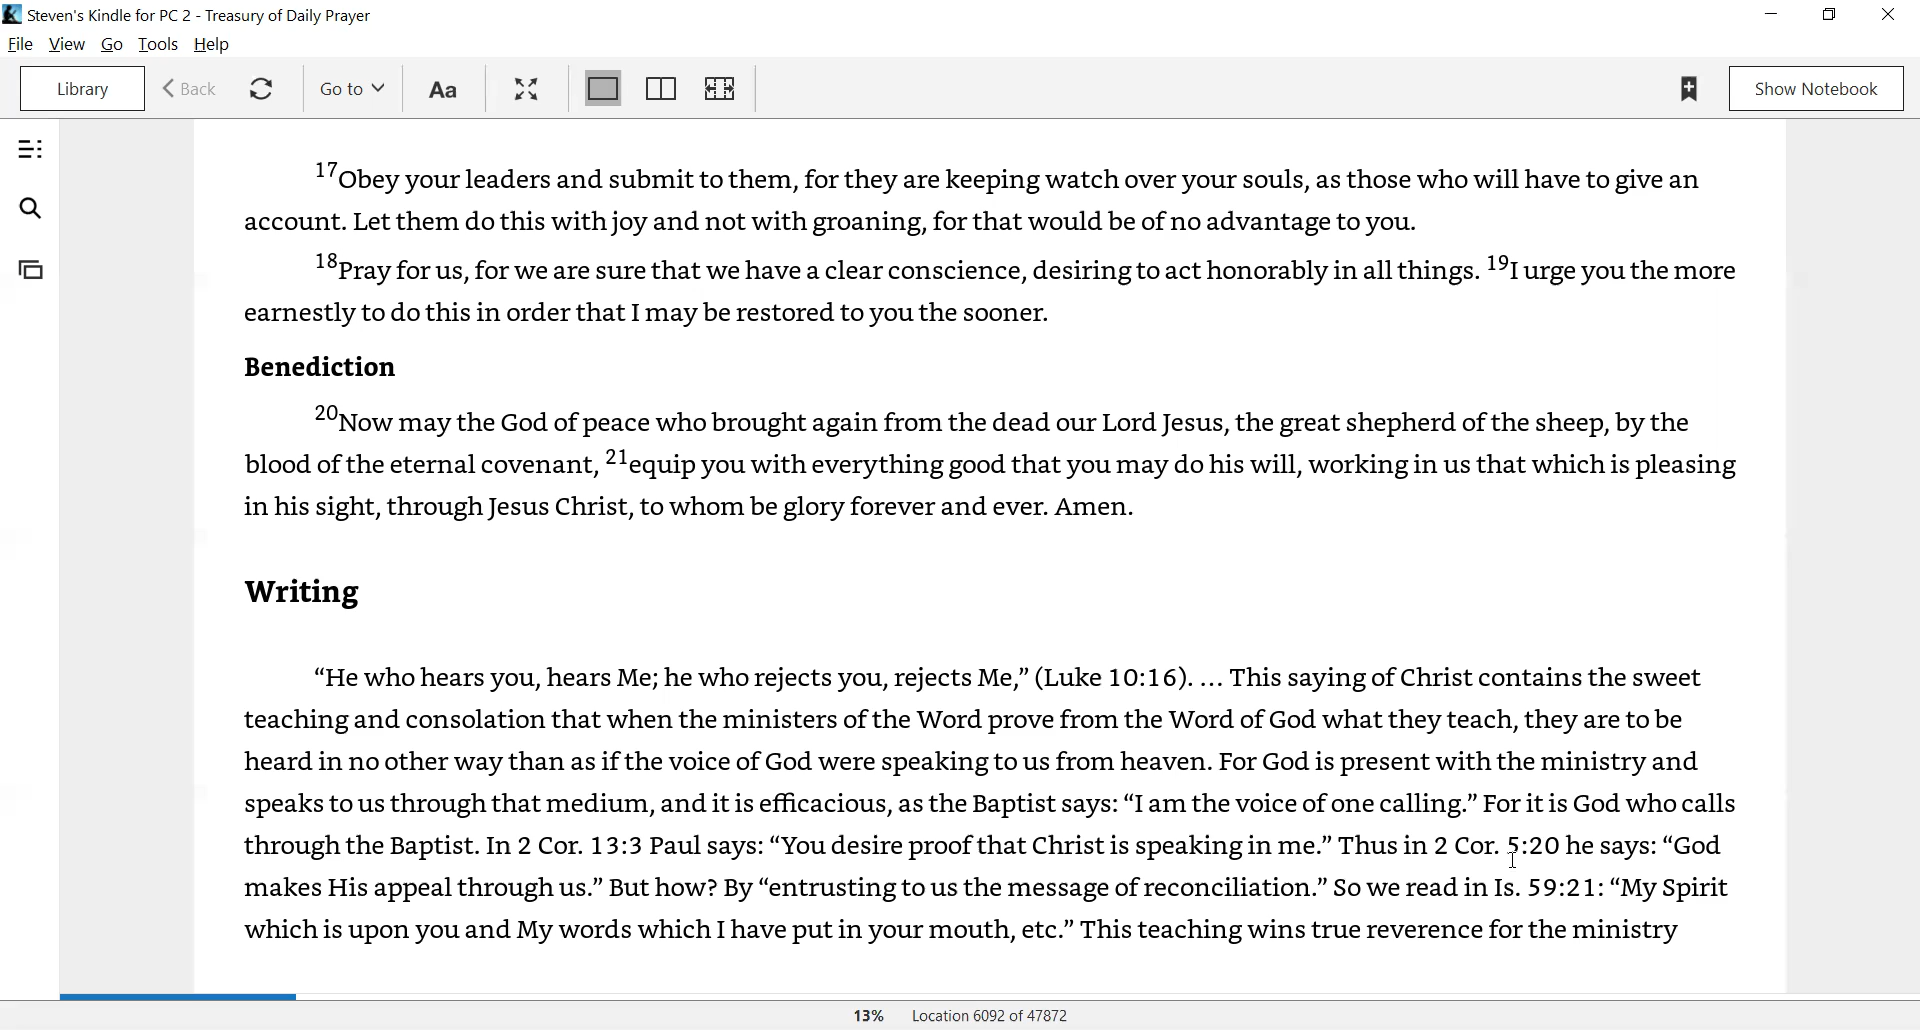 Steven's Kindle for PC 2 - Treasury of Daily Prayer
File View Go Tools Help
Library Back Go to Aa Show Notebook
17Obey your leaders and submit to them, for they are keeping watch over your souls, as those who will have to give an
account. Let them do this with joy and not with groaning, for that would be of no advantage to you.
18Pray for us, for we are sure that we have a clear conscience, desiring to act honorably in all things. 19I urge you the more
earnestly to do this in order that I may be restored to you the sooner.
Benediction
20Now may the God of peace who brought again from the dead our Lord Jesus, the great shepherd of the sheep, by the
blood of the eternal covenant, 21equip you with everything good that you may do his will, working in us that which is pleasing
in his sight, through Jesus Christ, to whom be glory forever and ever. Amen.
Writing
“He who hears you, hears Me; he who rejects you, rejects Me,” (Luke 10:16). … This saying of Christ contains the sweet
teaching and consolation that when the ministers of the Word prove from the Word of God what they teach, they are to be
heard in no other way than as if the voice of God were speaking to us from heaven. For God is present with the ministry and
speaks to us through that medium, and it is efficacious, as the Baptist says: “I am the voice of one calling.” For it is God who calls
through the Baptist. In 2 Cor. 13:3 Paul says: “You desire proof that Christ is speaking in me.” Thus in 2 Cor. 5:20 he says: “God
makes His appeal through us.” But how? By “entrusting to us the message of reconciliation.” So we read in Is. 59:21: “My Spirit
which is upon you and My words which I have put in your mouth, etc.” This teaching wins true reverence for the ministry
13% Location 6092 of 47872